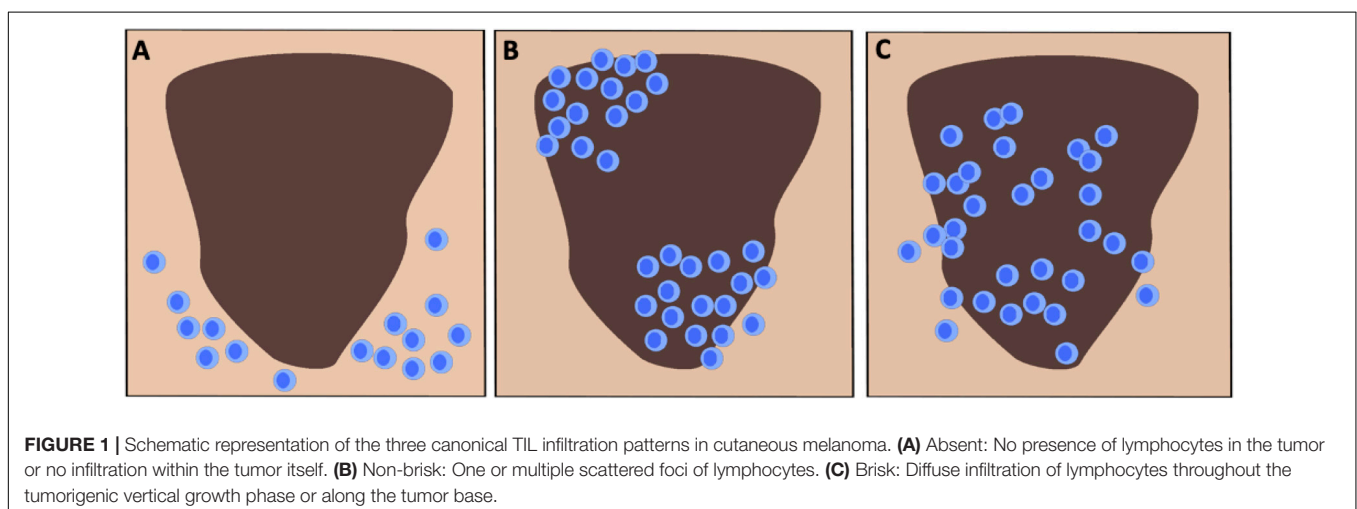 A
B
C
FIGURE 1 | Schematic representation of the three canonical TIL infiltration patterns in cutaneous melanoma. (A) Absent: No presence of lymphocytes in the tumor
or no infiltration within the tumor itself. (B) Non-brisk: One or multiple scattered foci of lymphocytes. (C) Brisk: Diffuse infiltration of lymphocytes throughout the
tumorigenic vertical growth phase or along the tumor base.